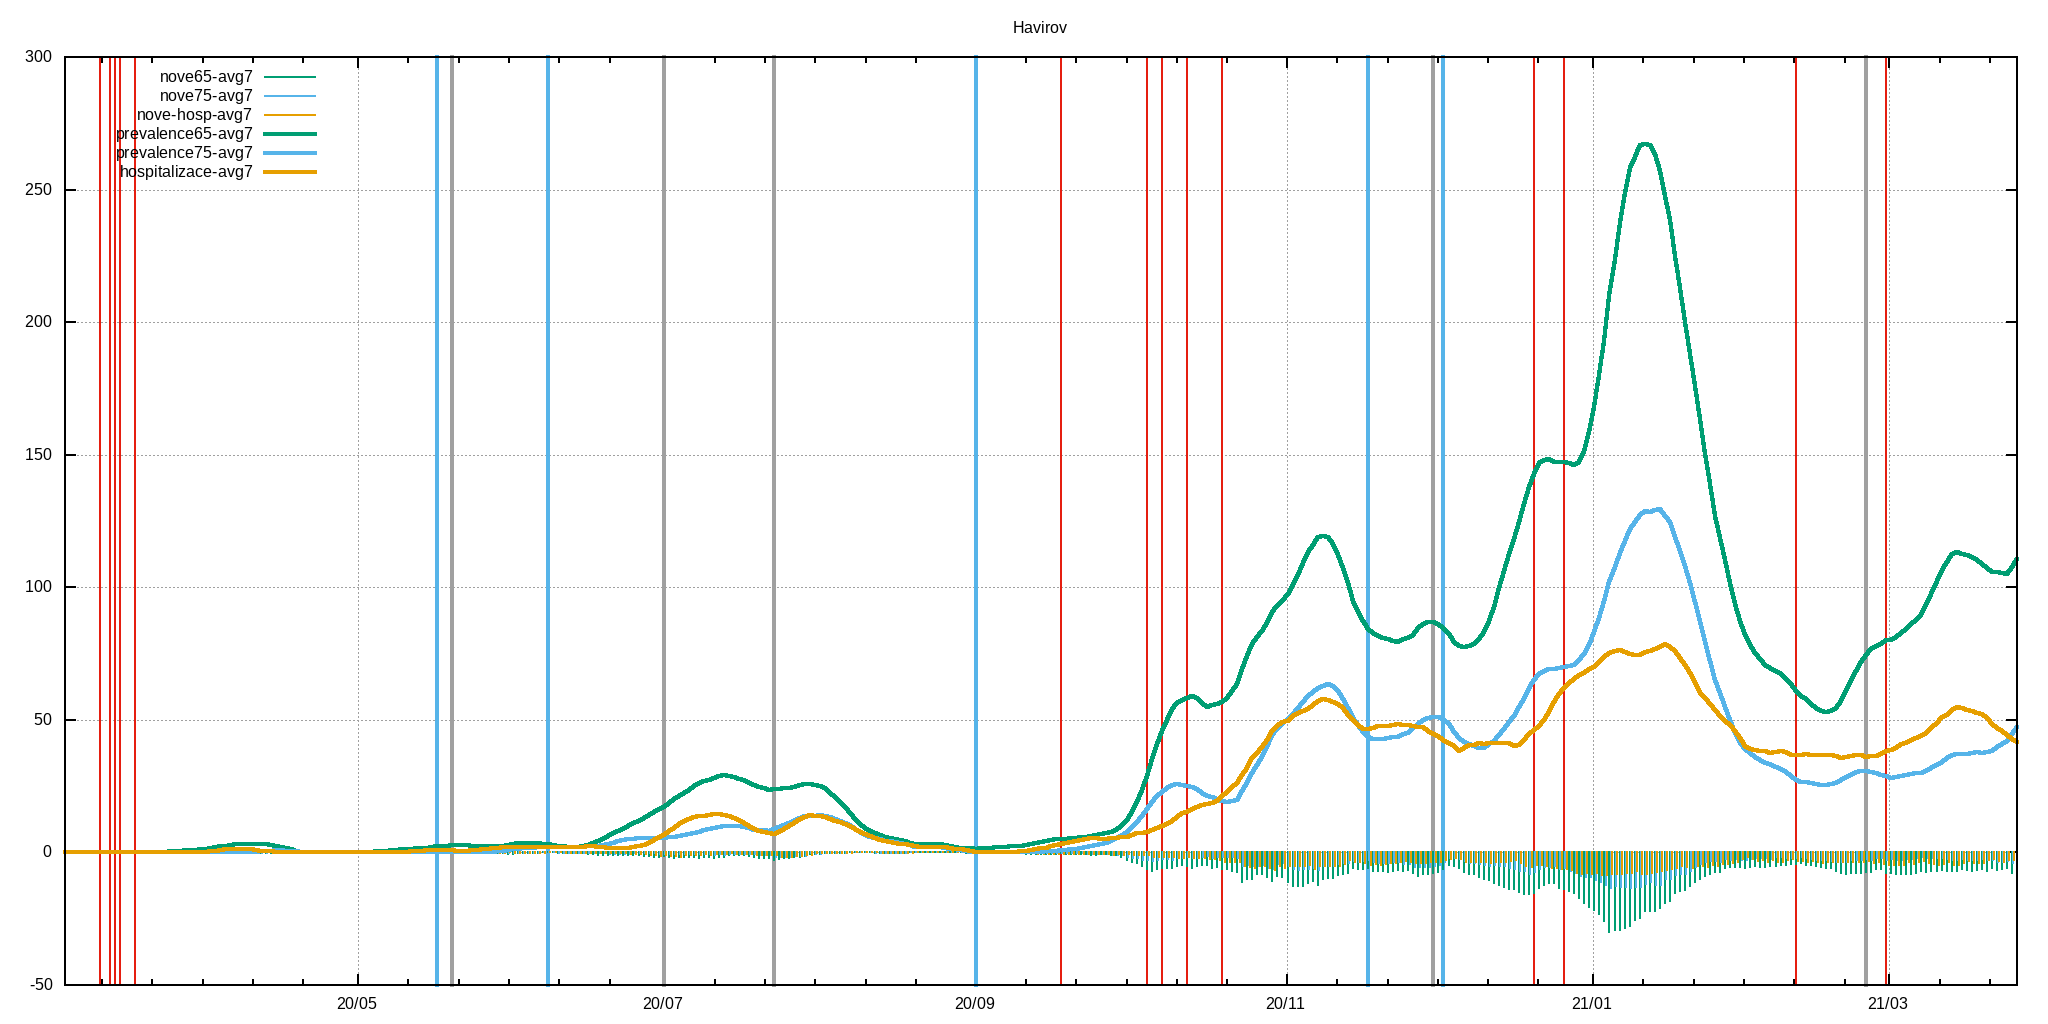 Havirov
300
nove65-avg7
nove75-avg7
nove-hosp-avg7
prevalence65-avg7
prevalence75-avg7
hospitalizace-avg7
250
200
150
100
50
0
-50
20/05 20/07 20/09 20/11 21/01 21/03